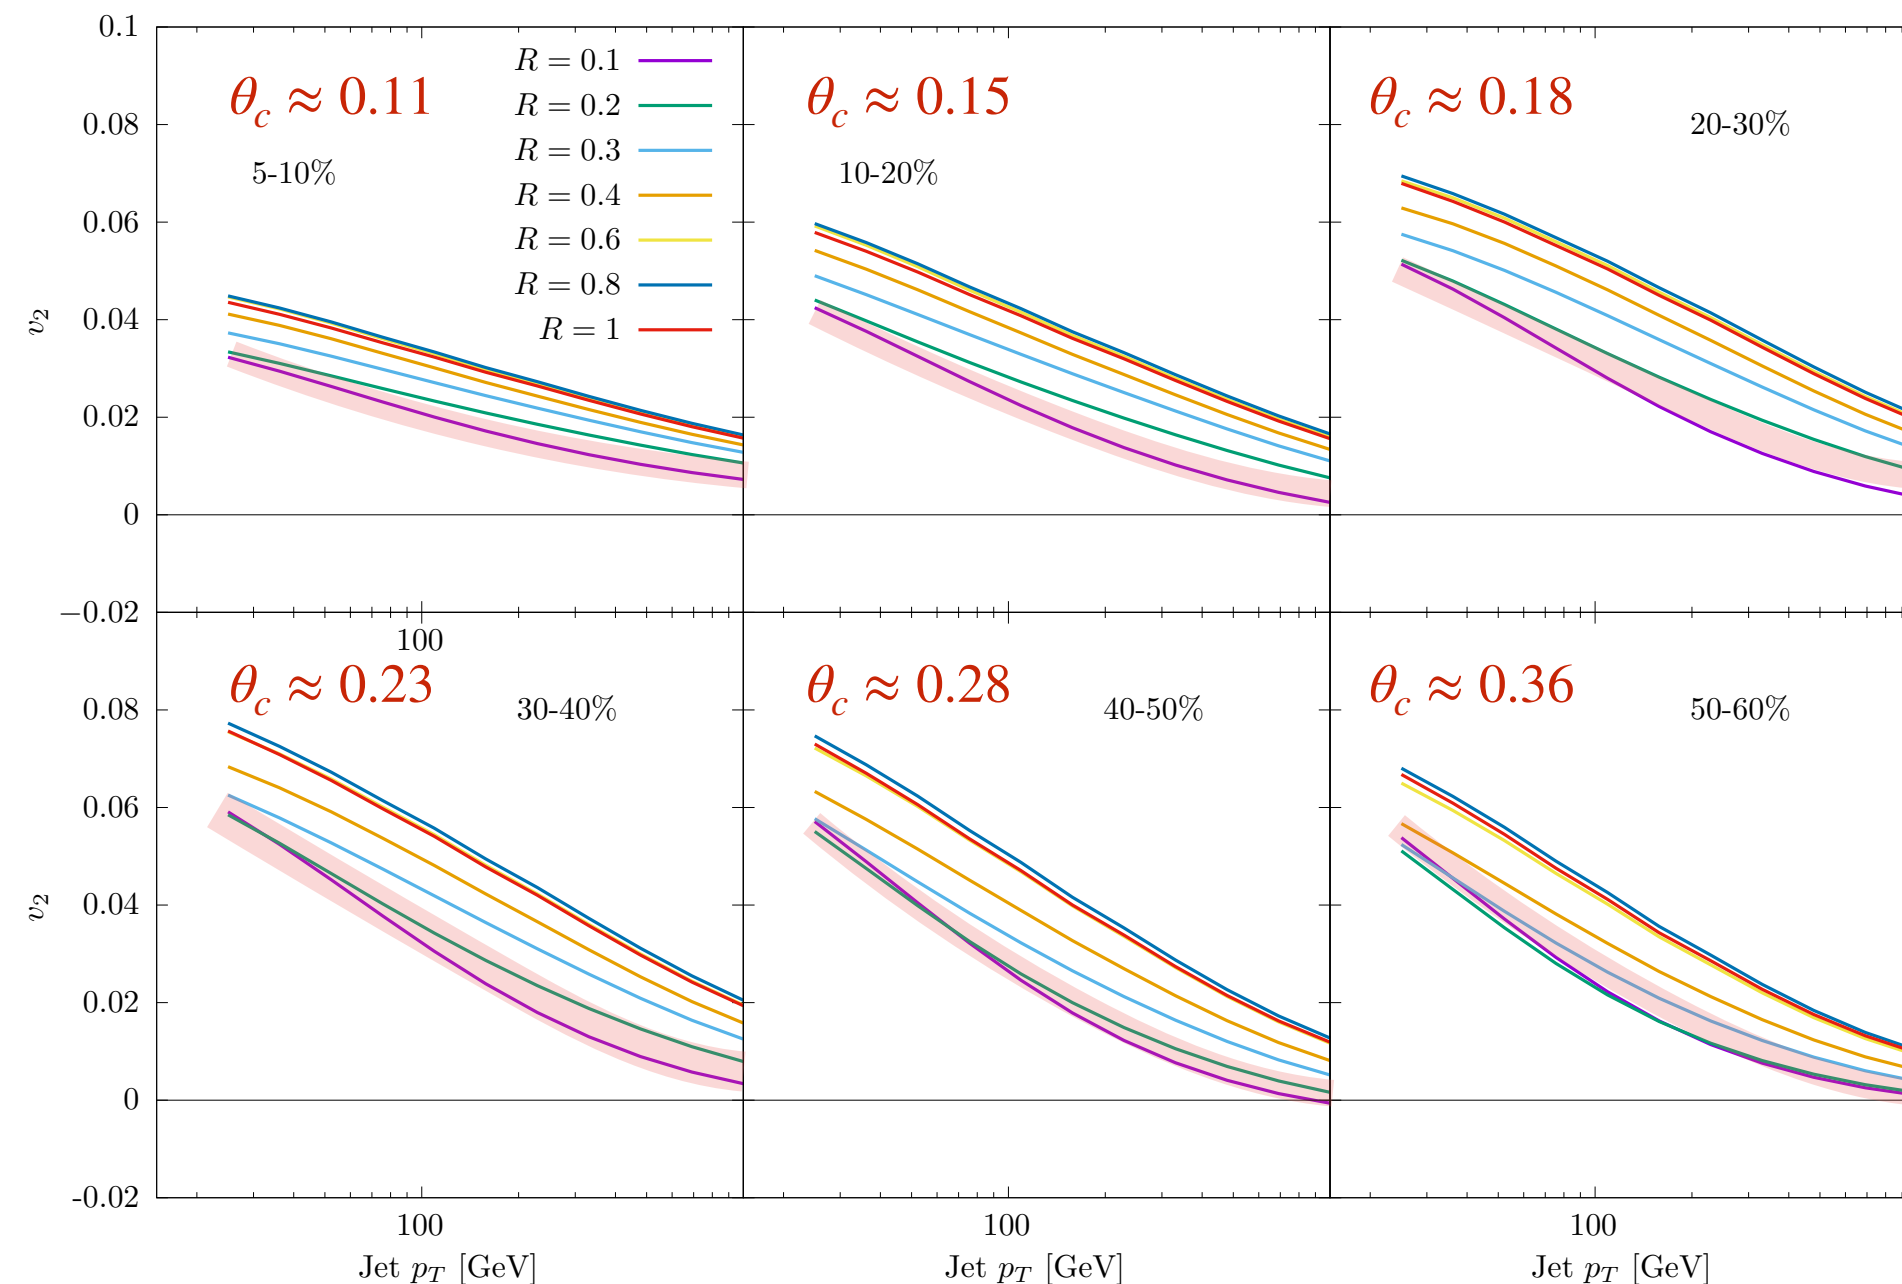 0.1
0.08
0.06
0.04
0.02
0
−0.02
v₂
θc ≈ 0.11
5-10%
R = 0.1
R = 0.2
R = 0.3
R = 0.4
R = 0.6
R = 0.8
R = 1
θc ≈ 0.15
10-20%
θc ≈ 0.18
20-30%
100
0.08
0.06
0.04
0.02
0
-0.02
v₂
θc ≈ 0.23
30-40%
θc ≈ 0.28
40-50%
θc ≈ 0.36
50-60%
100
100
100
Jet pT [GeV]
Jet pT [GeV]
Jet pT [GeV]